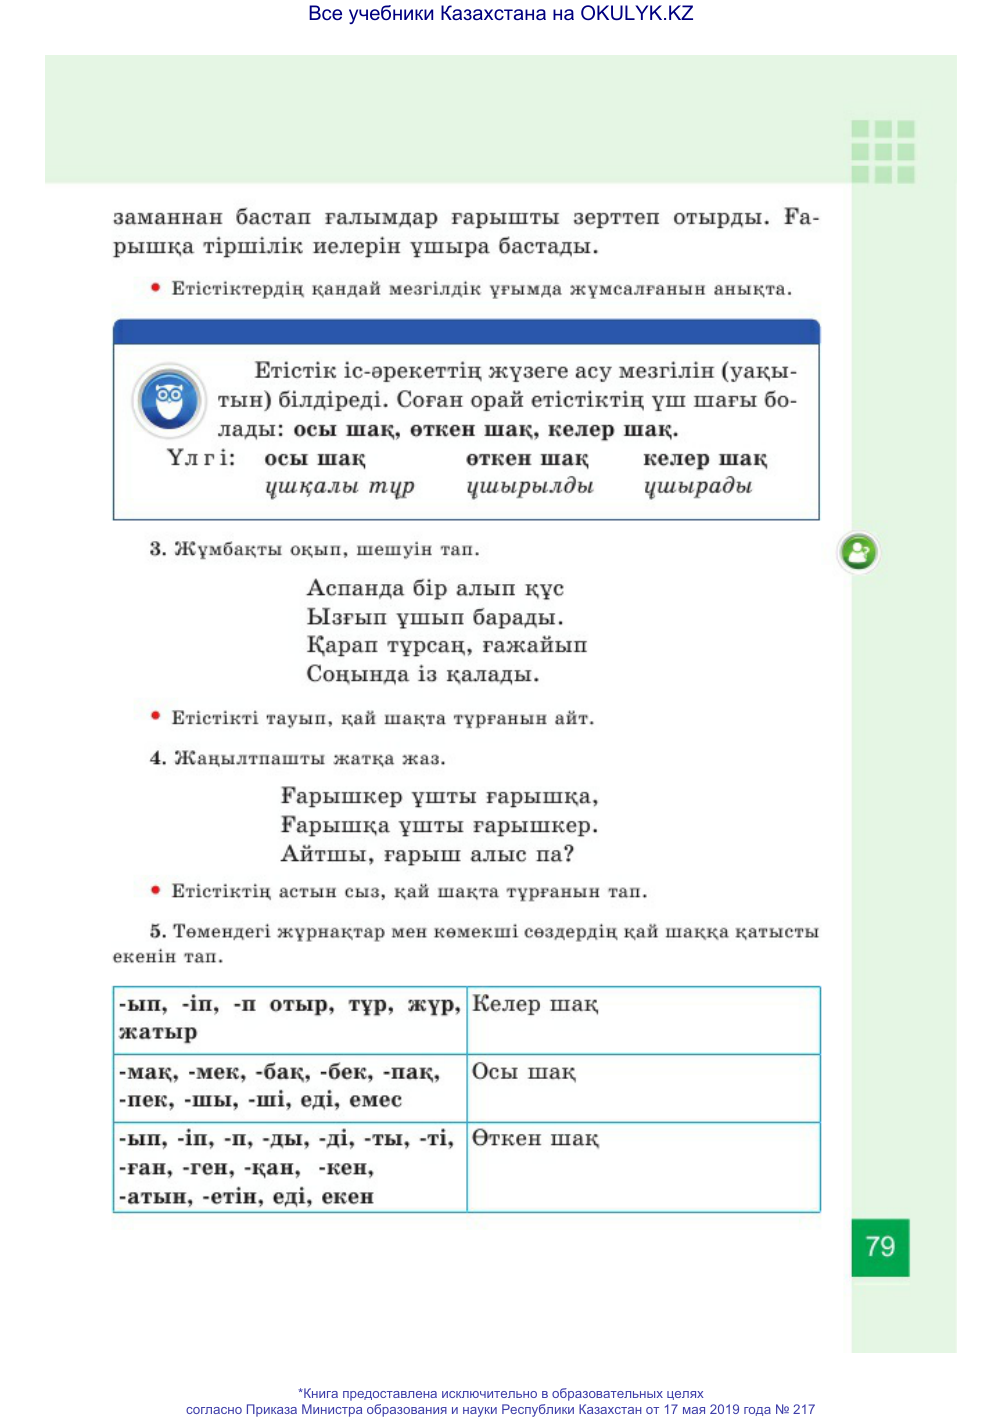 Все учебники Казахстана на OKULYK.KZ
заманнан бастап ғалымдар ғарышты зерттеп отырды. Ға-
рышқа тіршілік иелерін ұшыра бастады.
• Етістіктердің қандай мезгілдік ұғымда жұмсалғанын анықта.
Етістік іс-әрекеттің жүзеге асу мезгілін (уақы-
тын) білдіреді. Соған орай етістіктің үш шағы бо-
лады: осы шақ, өткен шақ, келер шақ.
Үлгі: осы шақ өткен шақ келер шақ
ұшқалы тұр ұшырылды ұшырады
3. Жұмбақты оқып, шешуін тап.
Аспанда бір алып құс
Ызғып ұшып барады.
Қарап тұрсаң, ғажайып
Соңында із қалады.
• Етістікті тауып, қай шақта тұрғанын айт.
4. Жаңылтпашты жатқа жаз.
Ғарышкер ұшты ғарышқа,
Ғарышқа ұшты ғарышкер.
Айтшы, ғарыш алыс па?
• Етістіктің астын сыз, қай шақта тұрғанын тап.
5. Төмендегі жұрнақтар мен көмекші сөздердің қай шаққа қатысты
екенін тап.
-ып, -іп, -п отыр, тұр, жүр, Келер шақ
жатыр
-мақ, -мек, -бақ, -бек, -пақ, Осы шақ
-пек, -шы, -ші, еді, емес
-ып, -іп, -п, -ды, -ді, -ты, -ті, Өткен шақ
-ған, -ген, -қан, -кен,
-атын, -етін, еді, екен
79
*Книга предоставлена исключительно в образовательных целях
согласно Приказа Министра образования и науки Республики Казахстан от 17 мая 2019 года № 217